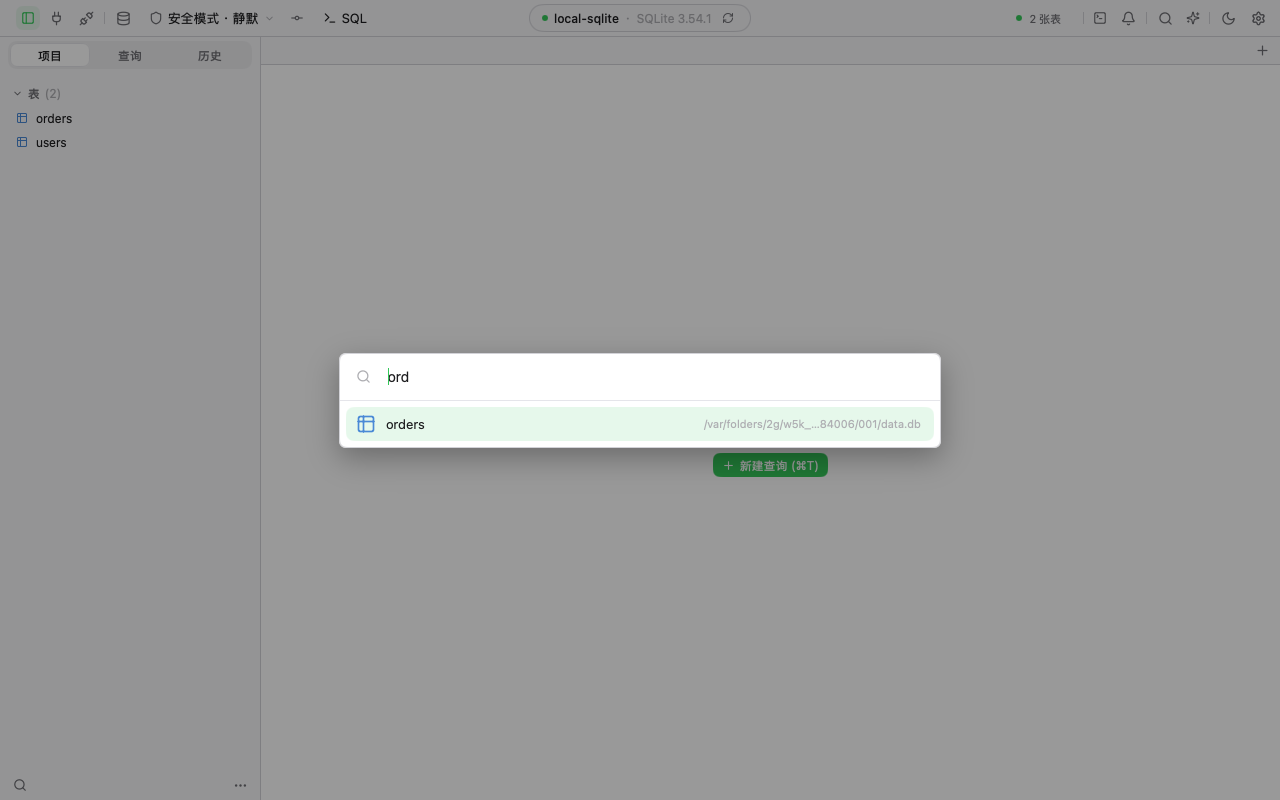 安全模式 · 静默
SQL
local-sqlite · SQLite 3.54.1
2 张表
项目
查询
历史
表 (2)
orders
users
ord
orders
/var/folders/2g/w5k_...84006/001/data.db
新建查询 (⌘T)